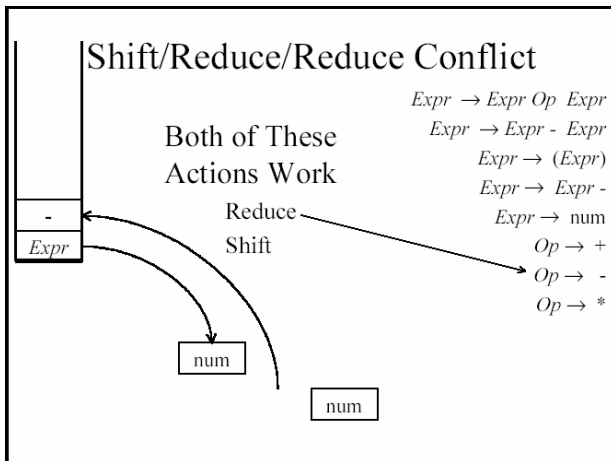 Shift/Reduce/Reduce Conflict
Expr → Expr Op Expr
Expr → Expr - Expr
Expr → (Expr)
Expr → Expr -
Expr → num
Op → +
Op → -
Op → *
Both of These
Actions Work
Reduce
Shift
-
Expr
num
num